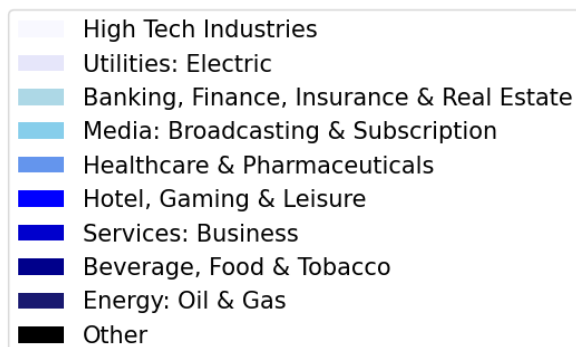 High Tech Industries
Utilities: Electric
Banking, Finance, Insurance & Real Estate
Media: Broadcasting & Subscription
Healthcare & Pharmaceuticals
Hotel, Gaming & Leisure
Services: Business
Beverage, Food & Tobacco
Energy: Oil & Gas
Other